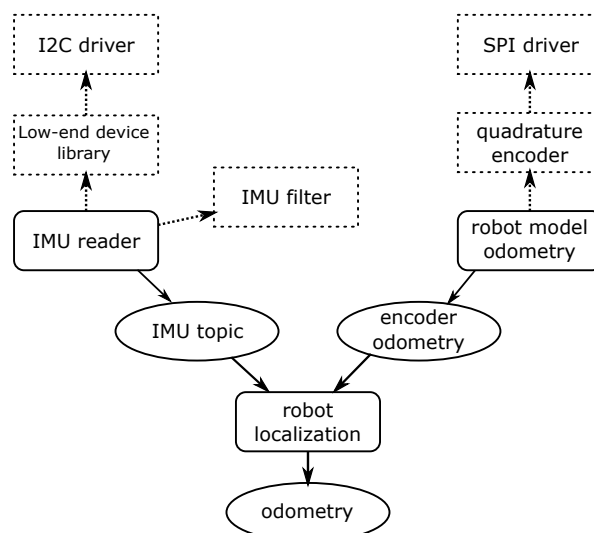 I2C driver
SPI driver
Low-end device
library
quadrature
encoder
IMU filter
IMU reader
robot model
odometry
IMU topic
encoder
odometry
robot
localization
odometry